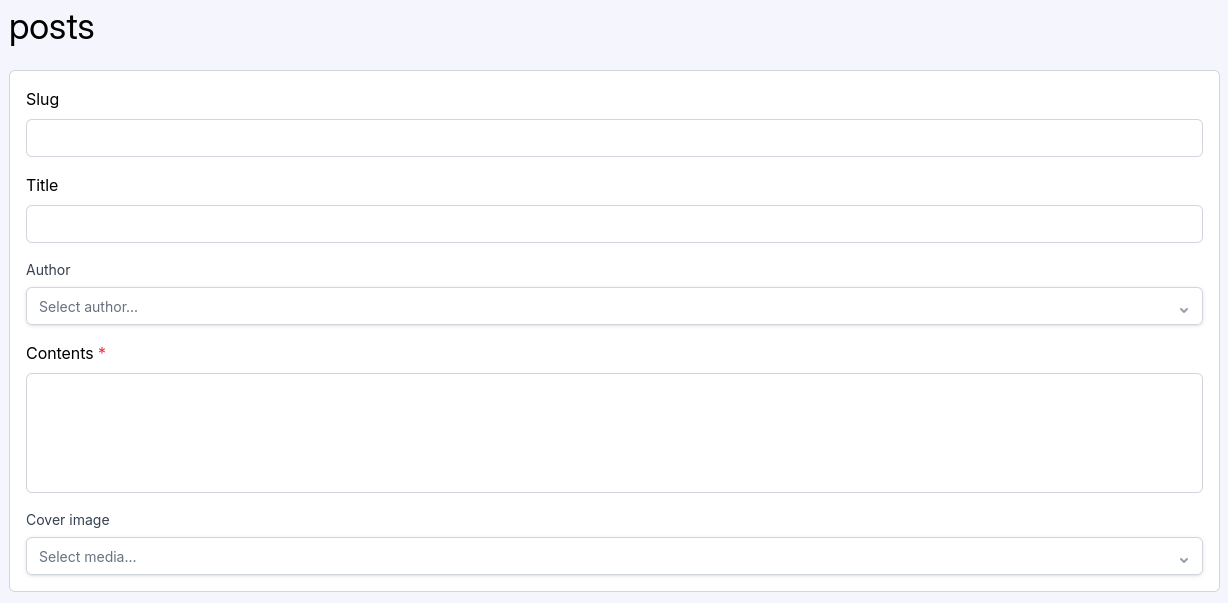 posts
Slug
Title
Author
Select author...
Contents *
Cover image
Select media...